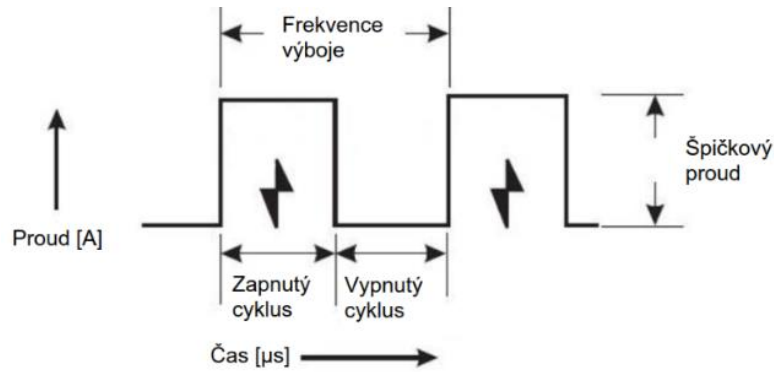 Frekvence
výboje
Špičkový
proud
Proud [A]
Zapnutý
cyklus
Vypnutý
cyklus
Čas [μs]